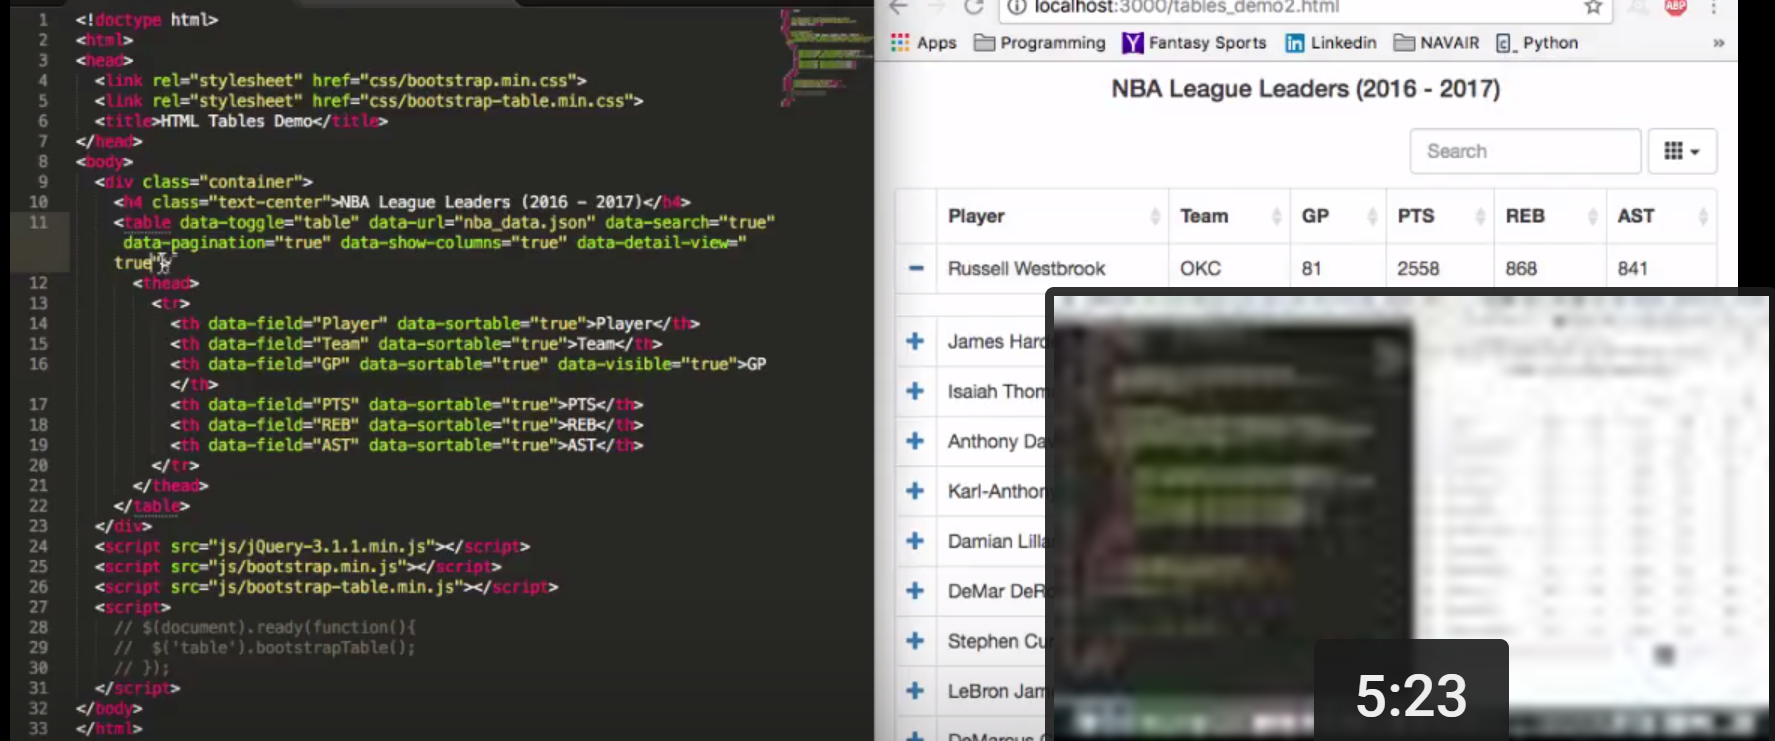 1 <!doctype html>
2 <html>
3 <head>
4 <link rel="stylesheet" href="css/bootstrap.min.css">
5 <link rel="stylesheet" href="css/bootstrap-table.min.css">
6 <title>HTML Tables Demo</title>
7 </head>
8 <body>
9 <div class="container">
10 <h4 class="text-center">NBA League Leaders (2016 - 2017)</h4>
11 <table data-toggle="table" data-url="nba_data.json" data-search="true"
data-pagination="true" data-show-columns="true" data-detail-view="
true">
12 <thead>
13 <tr>
14 <th data-field="Player" data-sortable="true">Player</th>
15 <th data-field="Team" data-sortable="true">Team</th>
16 <th data-field="GP" data-sortable="true" data-visible="true">GP
</th>
17 <th data-field="PTS" data-sortable="true">PTS</th>
18 <th data-field="REB" data-sortable="true">REB</th>
19 <th data-field="AST" data-sortable="true">AST</th>
20 </tr>
21 </thead>
22 </table>
23 </div>
24 <script src="js/jQuery-3.1.1.min.js"></script>
25 <script src="js/bootstrap.min.js"></script>
26 <script src="js/bootstrap-table.min.js"></script>
27 <script>
28 // $(document).ready(function(){
29 // $('table').bootstrapTable();
30 // });
31 </script>
32 </body>
33 </html>
localhost:3000/tables_demo2.html
ABP
Apps Programming Fantasy Sports Linkedin NAVAIR Python »
NBA League Leaders (2016 - 2017)
Search
Player Team GP PTS REB AST
Russell Westbrook OKC 81 2558 868 841
James Hard
Isaiah Thom
Anthony Da
Karl-Anthon
Damian Lilla
DeMar DeRo
Stephen Cur
LeBron Jam
DeMarcus
5:23